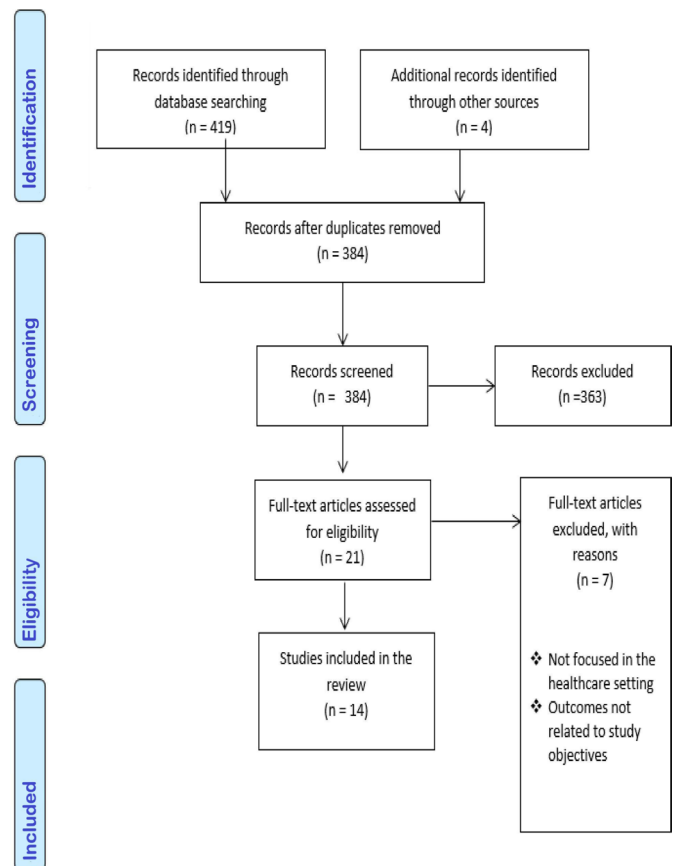 Identification
Records identified through
database searching
(n = 419)
Additional records identified
through other sources
(n = 4)
Records after duplicates removed
(n = 384)
Screening
Records screened
(n = 384)
Records excluded
(n =363)
Eligibility
Full-text articles assessed
for eligibility
(n = 21)
Full-text articles
excluded, with
reasons
(n = 7)
❖ Not focused in the
healthcare setting
❖ Outcomes not
related to study
objectives
Included
Studies included in the
review
(n = 14)